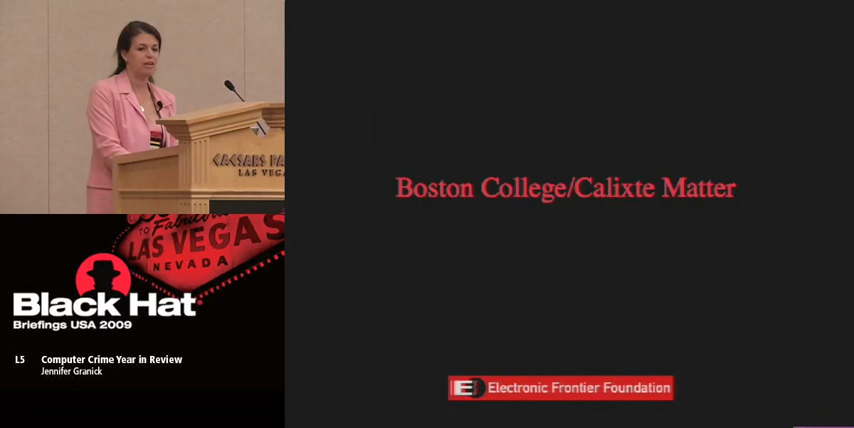 CAESARS PA
LAS VEGA
TO Fabulous
LAS VEGAS
NEVADA
Black Hat
Briefings USA 2009
L5 Computer Crime Year in Review
Jennifer Granick
Boston College/Calixte Matter
E Electronic Frontier Foundation